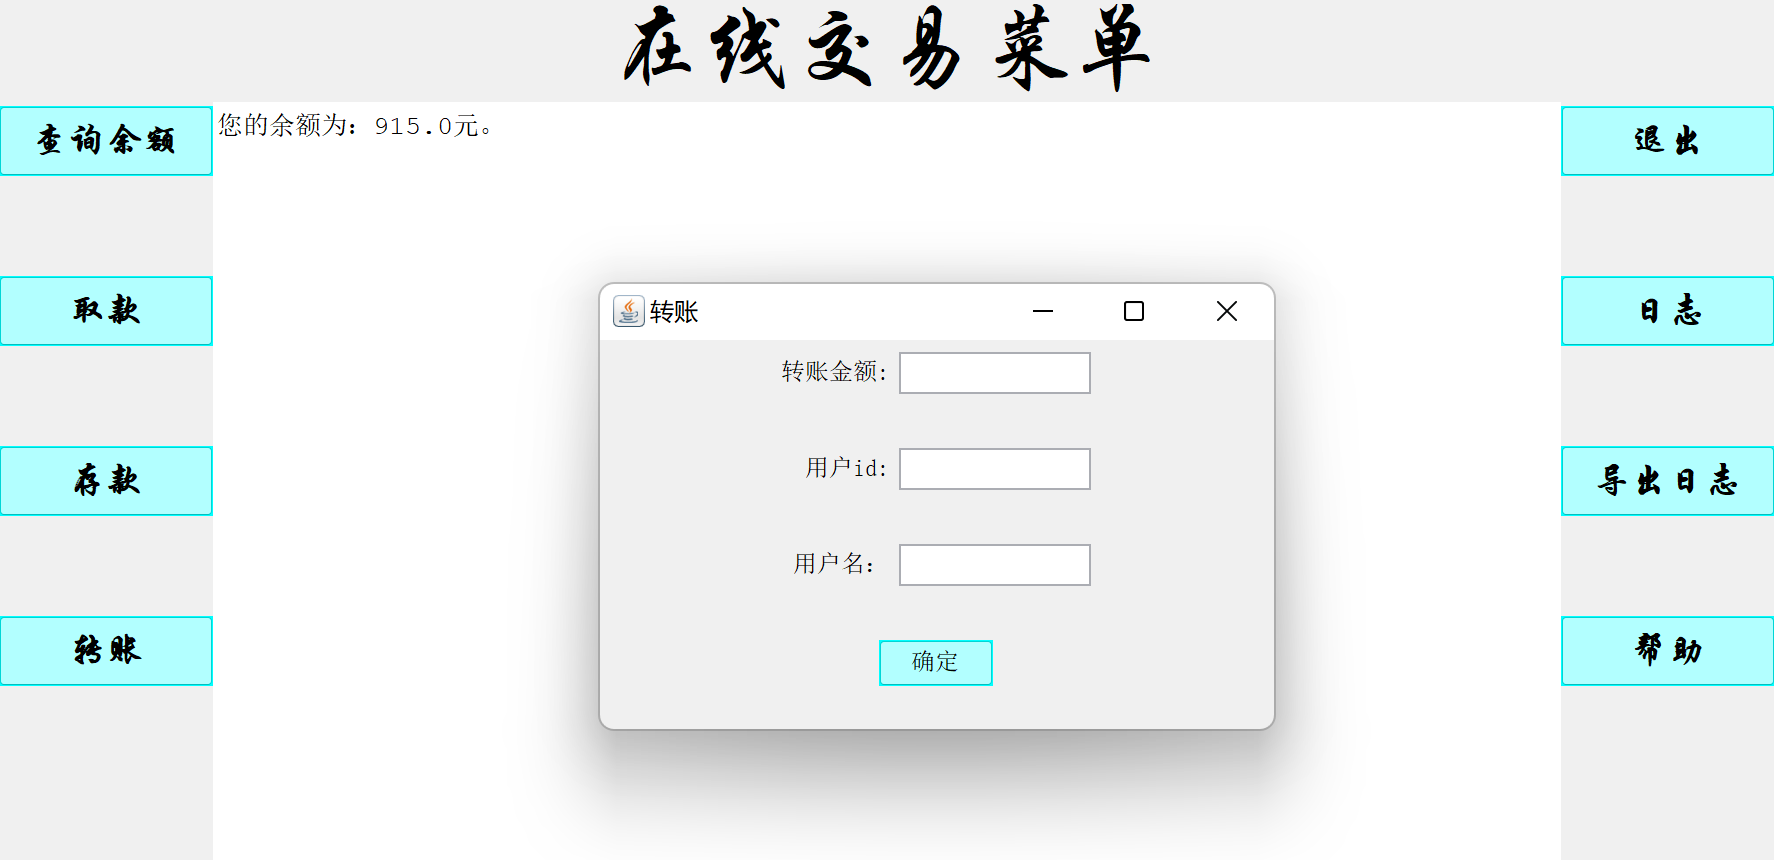 在线交易菜单
查询余额
您的余额为：915.0元。
退出
取款
日志
存款
导出日志
转账
帮助
转账
转账金额:
用户id:
用户名：
确定